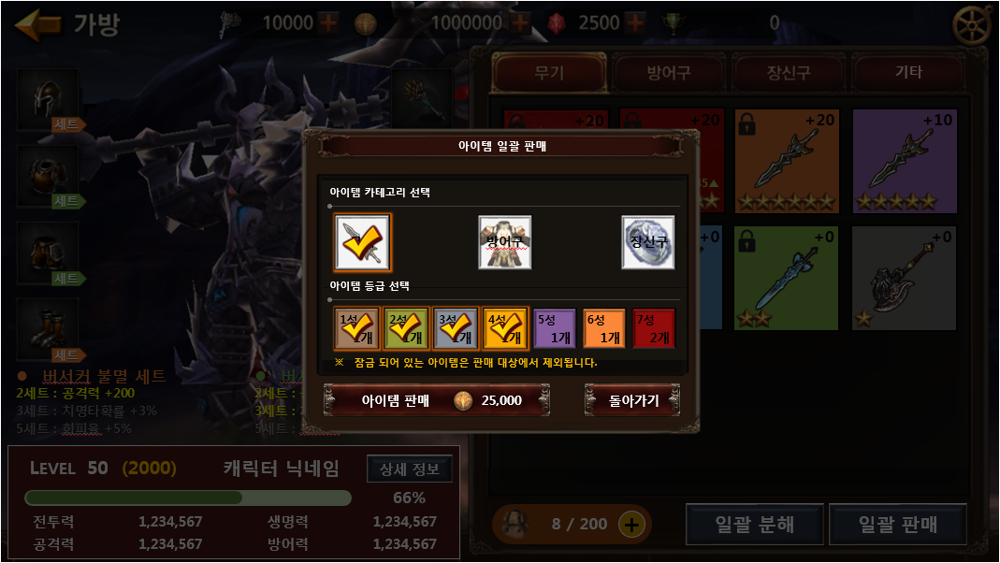 가방
10000
1000000
2500
0
무기
방어구
장신구
기타
세트
세트
세트
세트
+20
+20
+20
+10
5▲
+0
+0
+0
아이템 일괄 판매
아이템 카테고리 선택
방어구
장신구
아이템 등급 선택
1성
1개
2성
1개
3성
1개
4성
1개
5성
1개
6성
1개
7성
2개
※ 잠금 되어 있는 아이템은 판매 대상에서 제외됩니다.
아이템 판매
25,000
돌아가기
● 버서커 불멸 세트
2세트 : 공격력 +200
3세트 : 치명타확률 +3%
5세트 : 회피율 +5%
2세트 :
3세트 :
5세트 :
LEVEL 50 (2000)
캐릭터 닉네임
상세 정보
66%
전투력 1,234,567
생명력 1,234,567
공격력 1,234,567
방어력 1,234,567
8 / 200
일괄 분해
일괄 판매